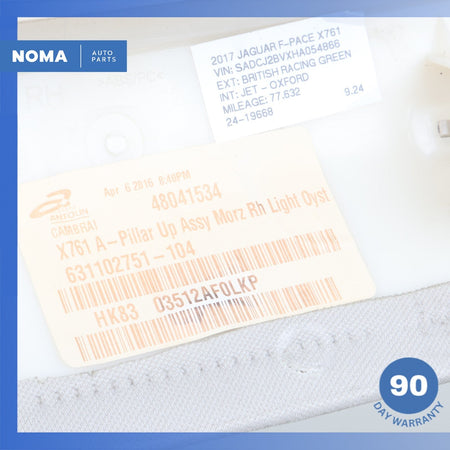 NOMA
AUTO
PARTS
2017 JAGUAR F-PACE X761
VIN: SADCJ2BVXHA054866
EXT: BRITISH RACING GREEN
INT: JET - OXFORD
MILEAGE: 77.632
24-19668
9.24
Apr 6 2016 8:49PM
ANTOLIN
CAMBRAI
48041534
X761 A-Pillar Up Assy Morz Rh Light Oyst
631102751-104
HK83
03512AF0LKP
90
DAY WARRANTY